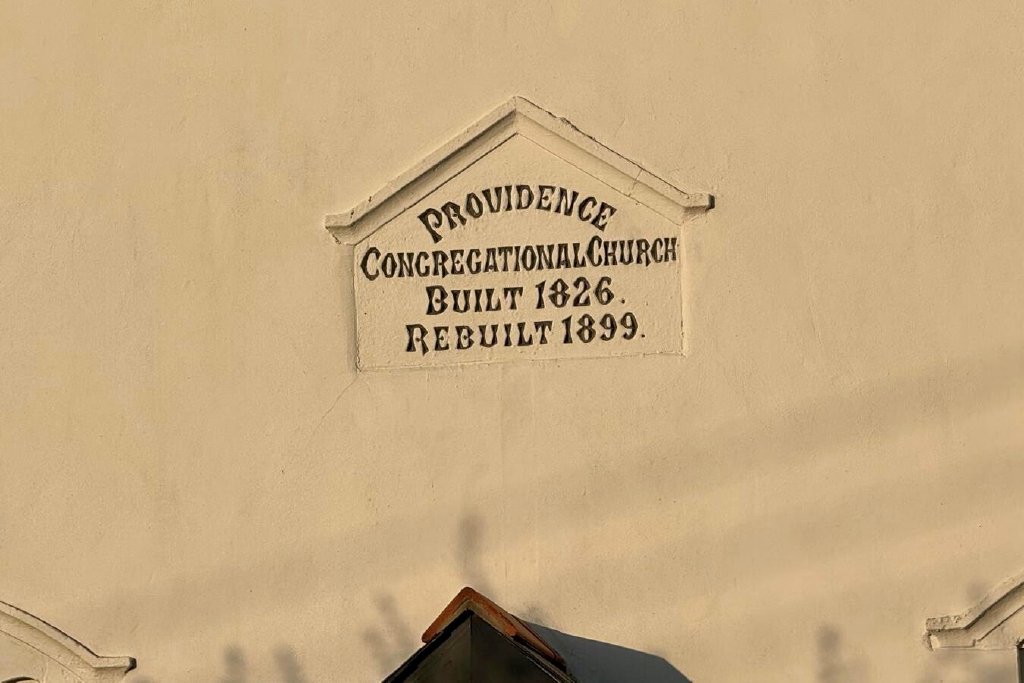 PROVIDENCE
CONGREGATIONAL CHURCH
BUILT 1826.
REBUILT 1899.